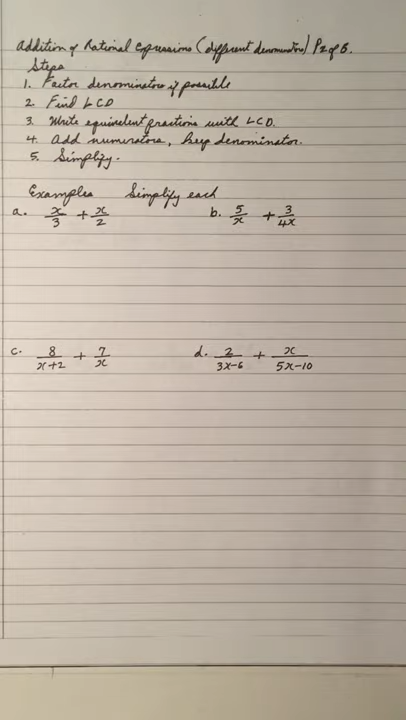 Addition of Rational Expressions (different denominators) P2 of 5.
Steps
1. Factor denominators if possible
2. Find LCD
3. Write equivalent fractions with LCD.
4. Add numerators, keep denominator.
5. Simplify.
Examples Simplify each
a. x/3 + x/2 b. 5/x + 3/4x
c. 8/x+2 + 7/x d. 2/3x-6 + x/5x-10